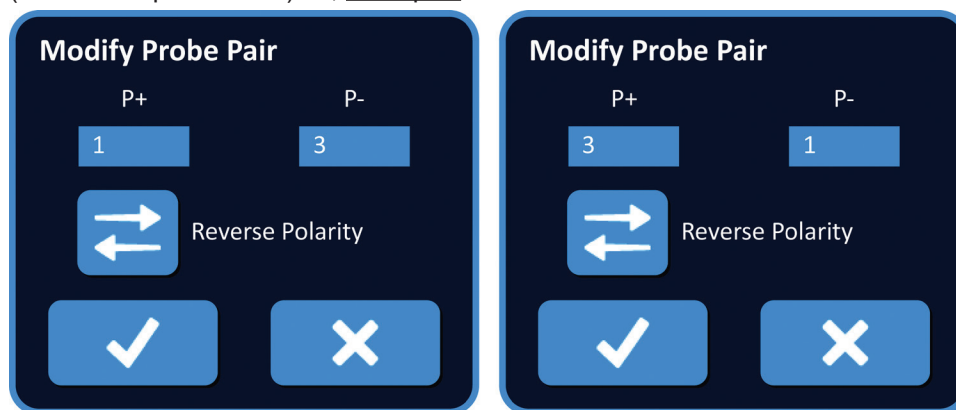 Modify Probe Pair
P+ P-
1 3
Reverse Polarity
Modify Probe Pair
P+ P-
3 1
Reverse Polarity